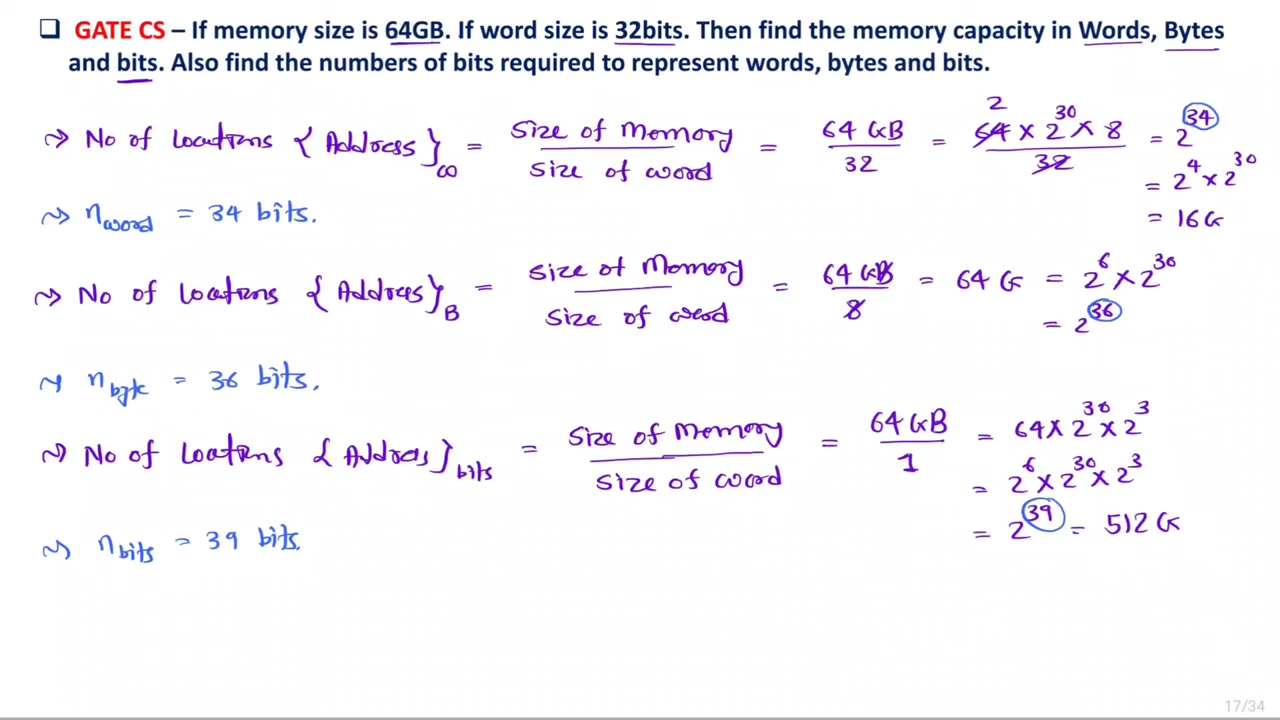 ❑ GATE CS – If memory size is 64GB. If word size is 32bits. Then find the memory capacity in Words, Bytes
and bits. Also find the numbers of bits required to represent words, bytes and bits.
→ No of Locations {Address}ω = Size of Memory / Size of word = 64 GB / 32 = 64 × 2^30 × 8 / 32 = 2^34
2
= 2^4 × 2^30
→ n_word = 34 bits. = 16 G
→ No of Locations {Address}_B = Size of Memory / Size of word = 64 GB / 8 = 64 G = 2^6 × 2^30
= 2^36
→ n_byte = 36 bits.
→ No of Locations {Address}_bits = Size of Memory / Size of word = 64 GB / 1 = 64 × 2^30 × 2^3
= 2^6 × 2^30 × 2^3
= 2^39 = 512 G
→ n_bits = 39 bits.
17/34